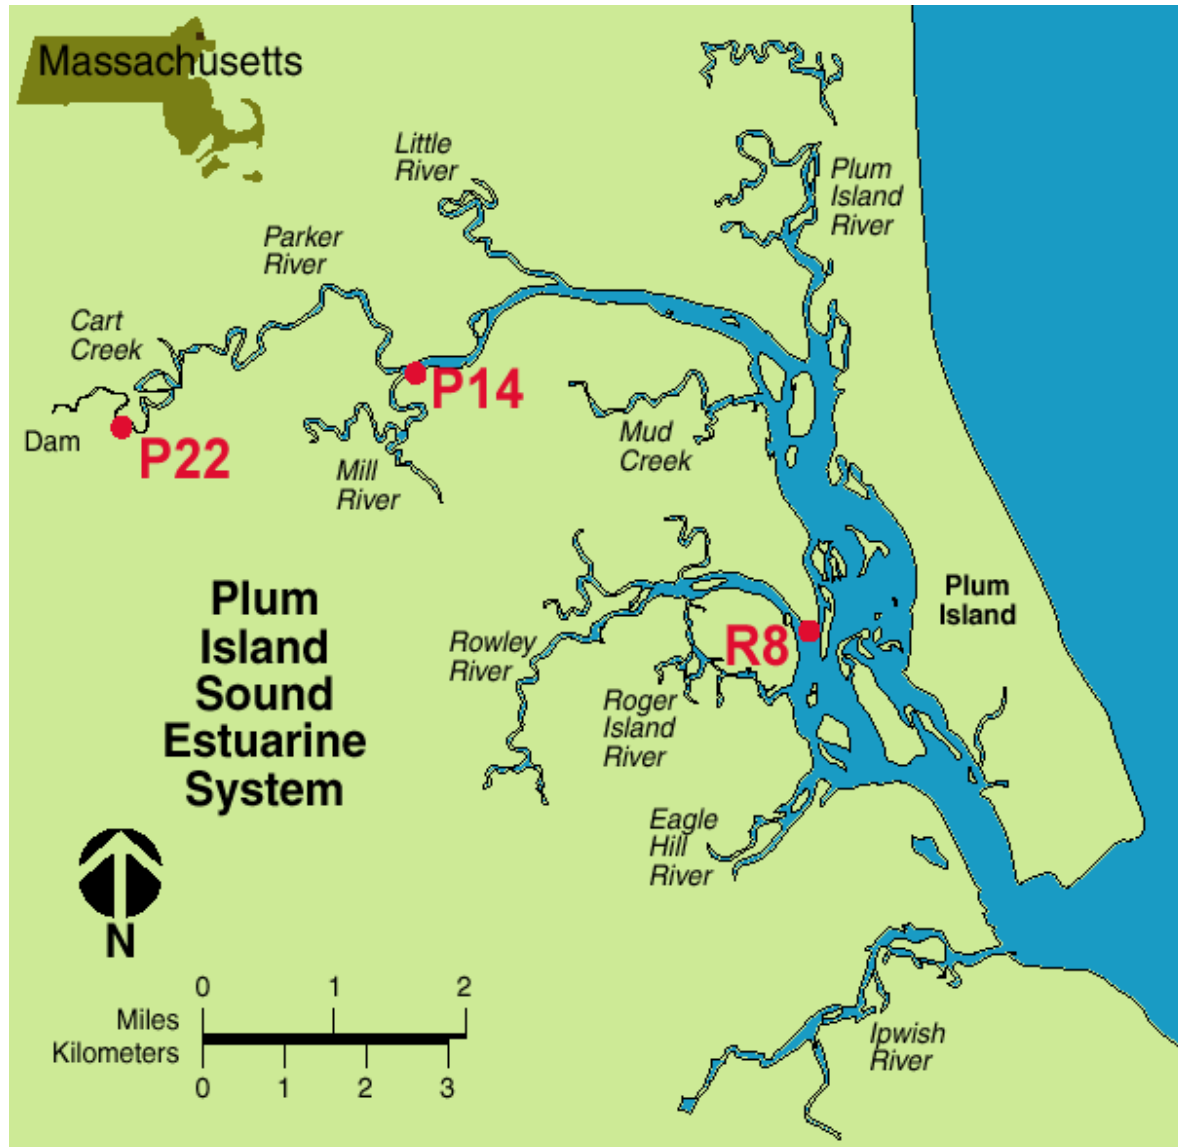 Massachusetts
Little
River
Plum
Island
River
Parker
River
Cart
Creek
P14
Dam
P22
Mill
River
Mud
Creek
Plum
Island
Sound
Estuarine
System
Plum
Island
Rowley
River
R8
Roger
Island
River
Eagle
Hill
River
N
0 1 2
Miles
Kilometers
0 1 2 3
Ipwish
River